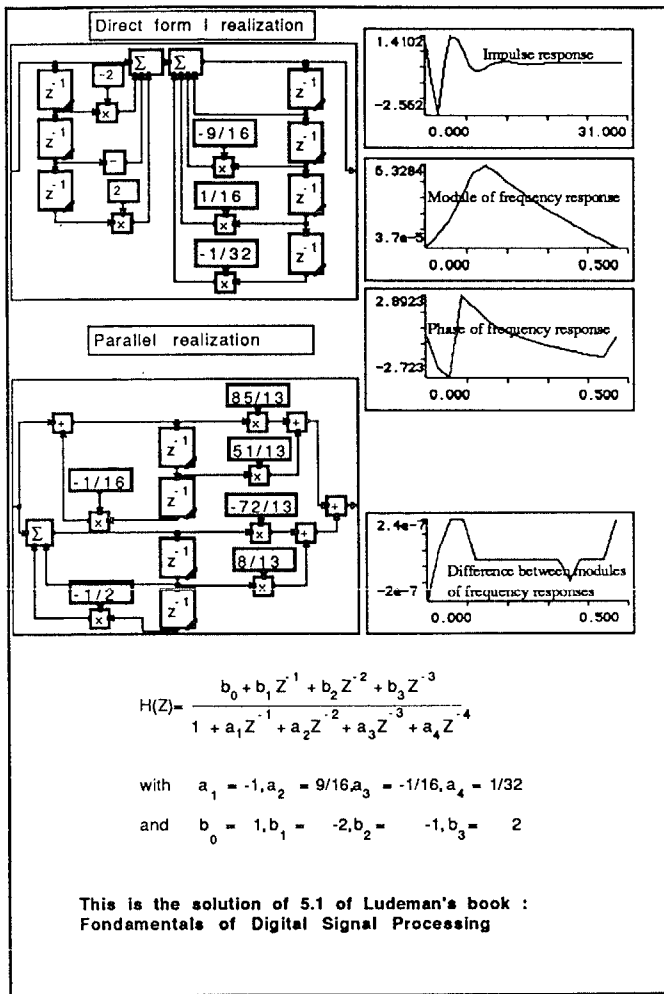 Direct form I realization
Σ
Σ
-2
z⁻¹
x
z⁻¹
-
z⁻¹
2
x
z⁻¹
-9/16
z⁻¹
x
1/16
z⁻¹
x
-1/32
z⁻¹
x
1.4102
Impulse response
-2.562
0.000 31.000
5.3284
Module of frequency response
3.7e-5
0.000 0.500
2.8923
Phase of frequency response
-2.723
0.000 0.500
Parallel realization
85/13
+
x
+
z⁻¹
51/13
x
-1/16
z⁻¹
x
-72/13
+
Σ
x
+
z⁻¹
8/13
x
-1/2
z⁻¹
x
2.4e-7
Difference between modules
-2e-7
of frequency responses
0.000 0.500
H(Z)= b₀ + b₁ Z⁻¹ + b₂ Z⁻² + b₃ Z⁻³
1 + a₁ Z⁻¹ + a₂ Z⁻² + a₃ Z⁻³ + a₄ Z⁻⁴
with a₁ = -1, a₂ = 9/16, a₃ = -1/16, a₄ = 1/32
and b₀ = 1, b₁ = -2, b₂ = -1, b₃ = 2
This is the solution of 5.1 of Ludeman's book :
Fondamentals of Digital Signal Processing